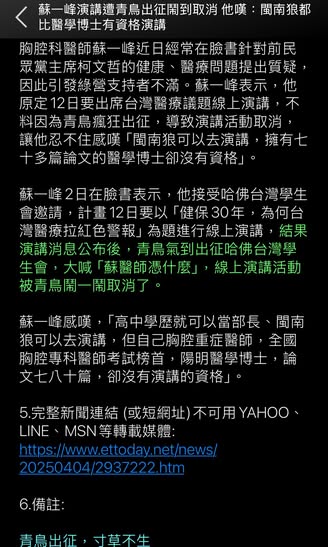 蘇一峰演講遭青鳥出征鬧到取消 他嘆：閩南狼都
比醫學博士有資格演講
胸腔科醫師蘇一峰近日經常在臉書針對前民
眾黨主席柯文哲的健康、醫療問題提出質疑，
因此引發綠營支持者不滿。蘇一峰表示，他
原定12日要出席台灣醫療議題線上演講，不
料因為青鳥瘋狂出征，導致演講活動取消，
讓他忍不住感嘆「閩南狼可以去演講，擁有七
十多篇論文的醫學博士卻沒有資格」。
蘇一峰2日在臉書表示，他接受哈佛台灣學生
會邀請，計畫12日要以「健保30年，為何台
灣醫療拉紅色警報」為題進行線上演講，結果
演講消息公布後，青鳥氣到出征哈佛台灣學
生會，大喊「蘇醫師憑什麼」，線上演講活動
被青鳥鬧一鬧取消了。
蘇一峰感嘆，「高中學歷就可以當部長、閩南
狼可以去演講，但自己胸腔重症醫師，全國
胸腔專科醫師考試榜首，陽明醫學博士，論
文七八十篇，卻沒有演講的資格」。
5.完整新聞連結 (或短網址)不可用YAHOO、
LINE、MSN等轉載媒體:
https://www.ettoday.net/news/
20250404/2937222.htm
6.備註:
青鳥出征，寸草不生